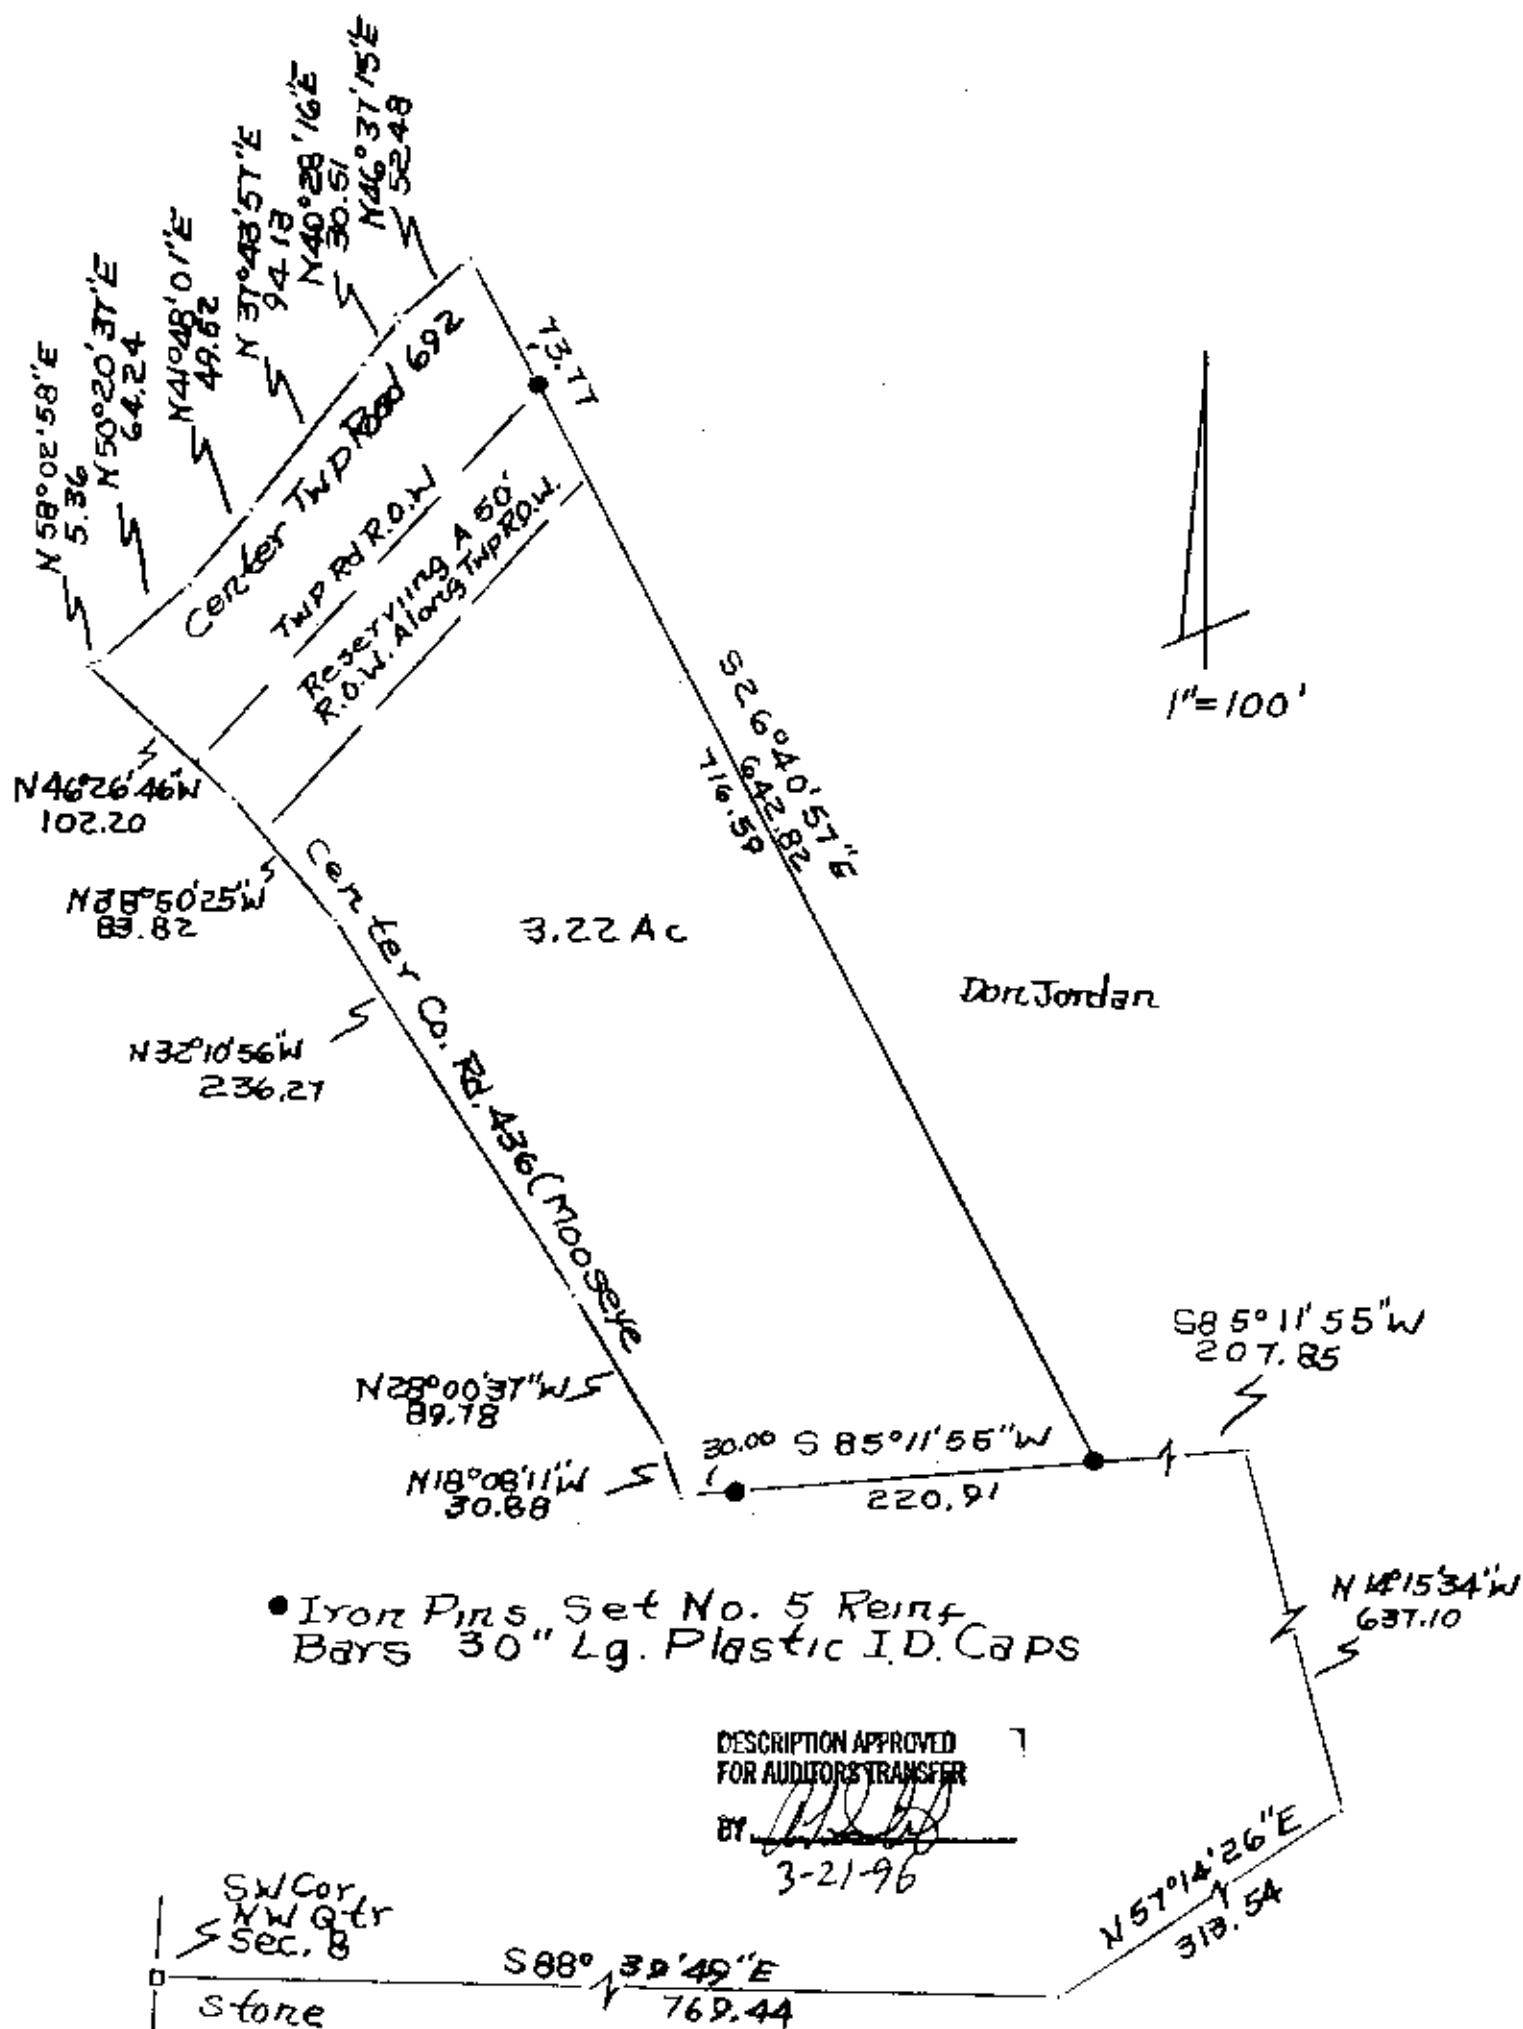 N 58°02'58"E
5.36
N 50°20'37"E
64.24
N 41°48'01"E
49.62
N 37°43'57"E
94.13
N 40°28'16"E
30.51
N 46°37'15"E
52.48
73.77
Center Twp Road 692
Twp Rd R.O.W
Reserving A 50'
R.O.W. Along Twp R.O.W.
1"=100'
S 26°40'57"E
642.82
716.59
N 46°26'46"W
102.20
N 38°50'25"W
83.82
N 32°10'56"W
236.27
Center Co. Rd. 436 (Mooseye
3.22 Ac
Don Jordan
N 28°00'37"W
89.78
N 18°08'11"W
30.88
30.00 S 85°11'55"W
220.91
S 85°11'55"W
207.85
N 14°15'34"W
637.10
Iron Pins Set No. 5 Reinf
Bars 30" Lg. Plastic I.D. Caps
DESCRIPTION APPROVED
FOR AUDITORS TRANSFER
BY
3-21-96
N 57°14'26"E
313.54
SW Cor
NW Qtr
Sec. 8
S 88° 39'49"E
769.44
Stone